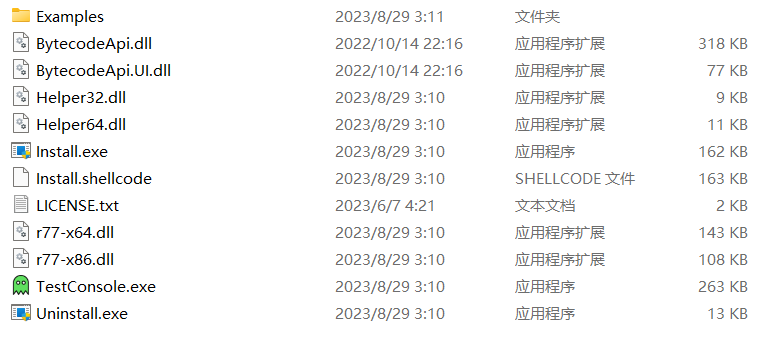 Examples 2023/8/29 3:11 文件夹
BytecodeApi.dll 2022/10/14 22:16 应用程序扩展 318 KB
BytecodeApi.UI.dll 2022/10/14 22:16 应用程序扩展 77 KB
Helper32.dll 2023/8/29 3:10 应用程序扩展 9 KB
Helper64.dll 2023/8/29 3:10 应用程序扩展 11 KB
Install.exe 2023/8/29 3:10 应用程序 162 KB
Install.shellcode 2023/8/29 3:10 SHELLCODE 文件 163 KB
LICENSE.txt 2023/6/7 4:21 文本文档 2 KB
r77-x64.dll 2023/8/29 3:10 应用程序扩展 143 KB
r77-x86.dll 2023/8/29 3:10 应用程序扩展 108 KB
TestConsole.exe 2023/8/29 3:10 应用程序 263 KB
Uninstall.exe 2023/8/29 3:10 应用程序 13 KB